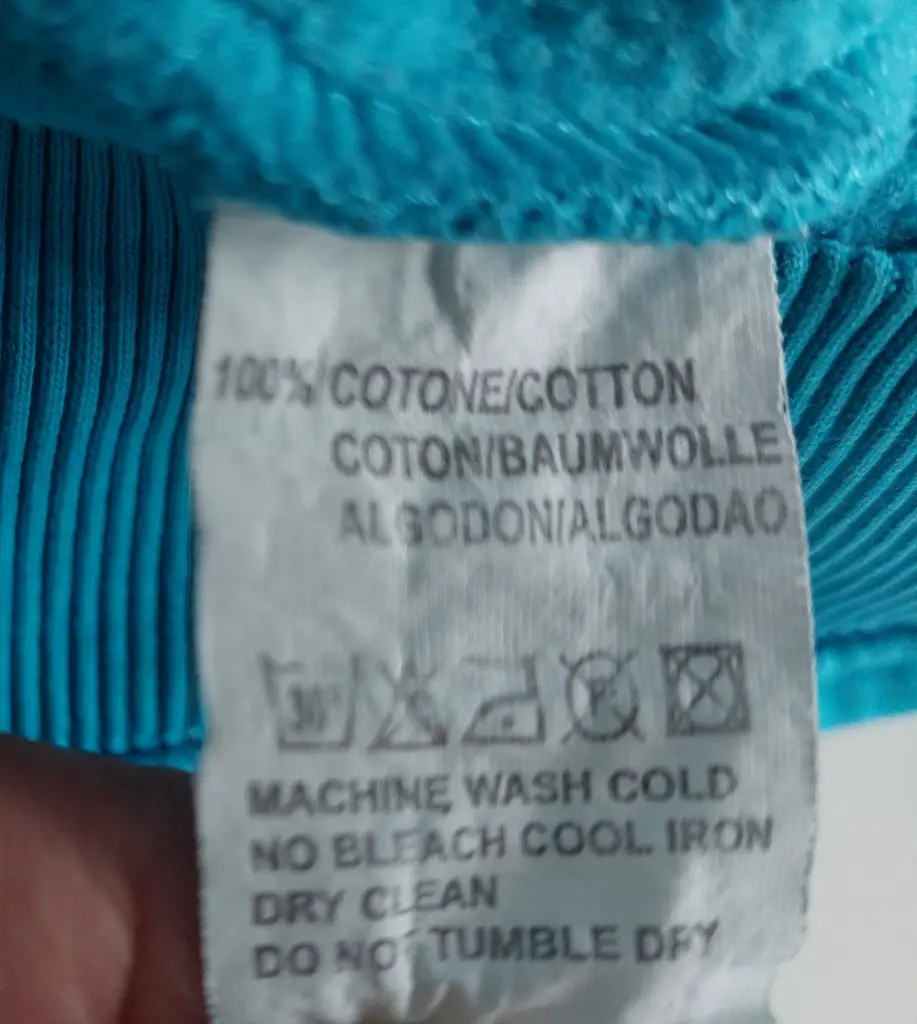 100%/COTONE/COTTON
COTON/BAUMWOLLE
ALGODON/ALGODAO
30°
P
MACHINE WASH COLD
NO BLEACH COOL IRON
DRY CLEAN
DO NOT TUMBLE DRY